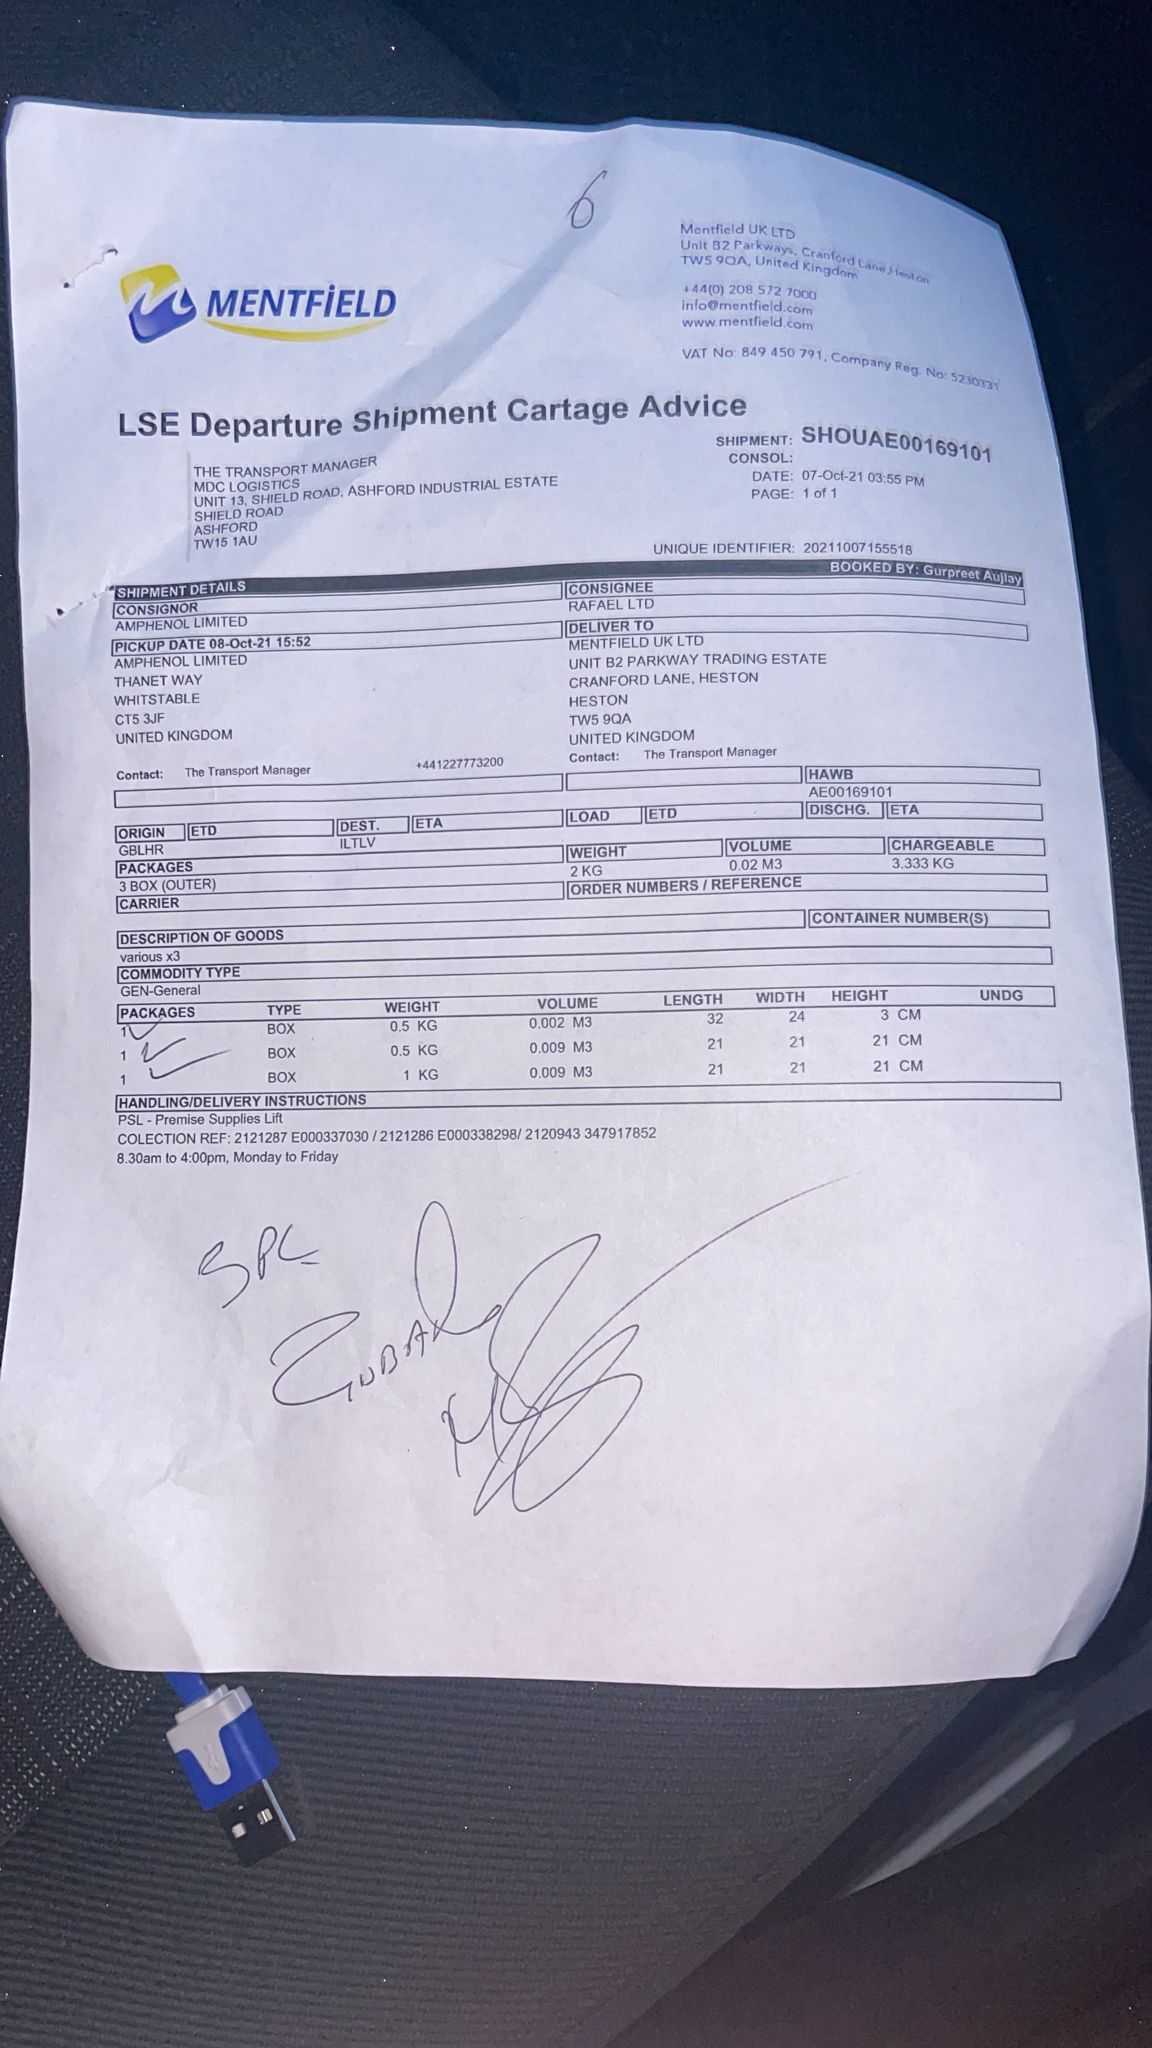 6
MENTFiELD
Mentfield UK LTD
Unit B2 Parkways, Cranford Lane,Heston
TW5 9QA, United Kingdom
+44(0) 208 572 7000
info@mentfield.com
www.mentfield.com
VAT No: 849 450 791, Company Reg. No: 5230331
LSE Departure Shipment Cartage Advice
SHIPMENT: SHOUAE00169101
CONSOL:
DATE: 07-Oct-21 03:55 PM
PAGE: 1 of 1
THE TRANSPORT MANAGER
MDC LOGISTICS
UNIT 13, SHIELD ROAD, ASHFORD INDUSTRIAL ESTATE
SHIELD ROAD
ASHFORD
TW15 1AU
UNIQUE IDENTIFIER: 20211007155518
SHIPMENT DETAILS BOOKED BY: Gurpreet Aujlay
CONSIGNOR
AMPHENOL LIMITED
PICKUP DATE 08-Oct-21 15:52
AMPHENOL LIMITED
THANET WAY
WHITSTABLE
CT5 3JF
UNITED KINGDOM
Contact: The Transport Manager +441227773200
CONSIGNEE
RAFAEL LTD
DELIVER TO
MENTFIELD UK LTD
UNIT B2 PARKWAY TRADING ESTATE
CRANFORD LANE, HESTON
HESTON
TW5 9QA
UNITED KINGDOM
Contact: The Transport Manager
HAWB
AE00169101
ORIGIN ETD DEST. ETA LOAD ETD DISCHG. ETA
GBLHR ILTLV
PACKAGES WEIGHT VOLUME CHARGEABLE
3 BOX (OUTER) 2 KG 0.02 M3 3.333 KG
CARRIER ORDER NUMBERS / REFERENCE
CONTAINER NUMBER(S)
DESCRIPTION OF GOODS
various x3
COMMODITY TYPE
GEN-General
PACKAGES TYPE WEIGHT VOLUME LENGTH WIDTH HEIGHT UNDG
1 BOX 0.5 KG 0.002 M3 32 24 3 CM
1 BOX 0.5 KG 0.009 M3 21 21 21 CM
1 BOX 1 KG 0.009 M3 21 21 21 CM
HANDLING/DELIVERY INSTRUCTIONS
PSL - Premise Supplies Lift
COLECTION REF: 2121287 E000337030 / 2121286 E000338298/ 2120943 347917852
8.30am to 4:00pm, Monday to Friday